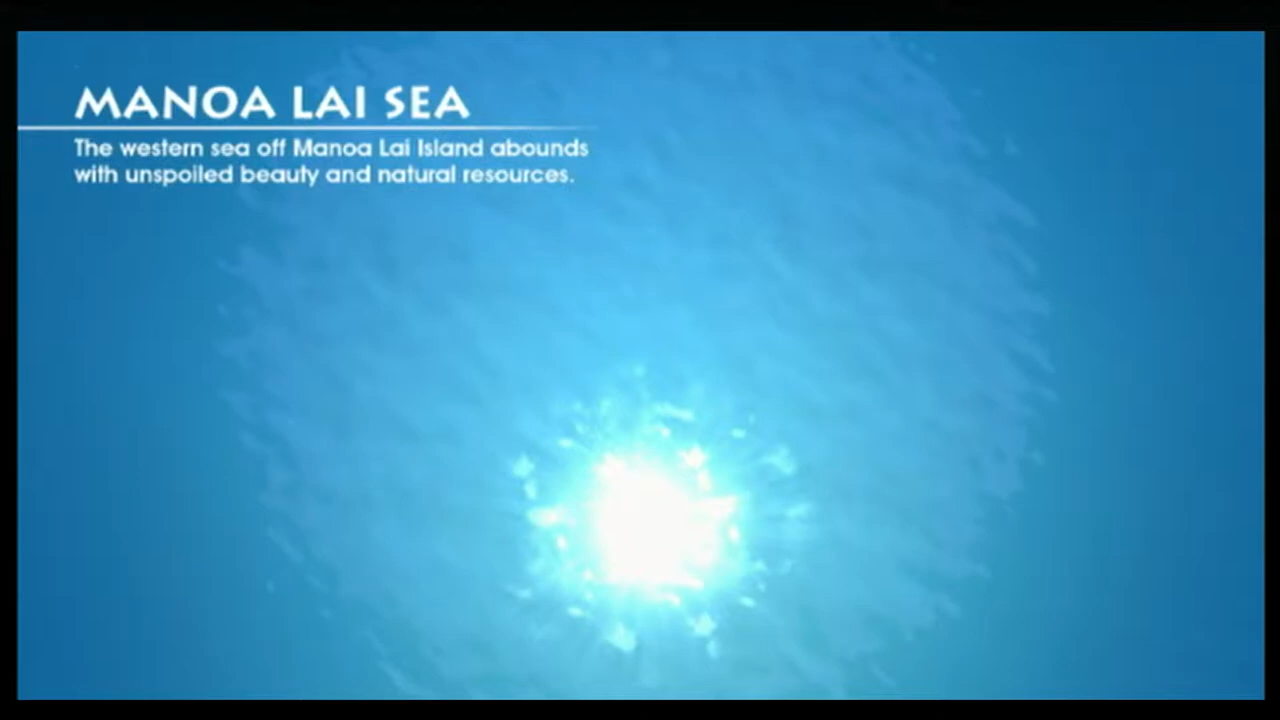 MANOA LAI SEA
The western sea off Manoa Lai Island abounds
with unspoiled beauty and natural resources.